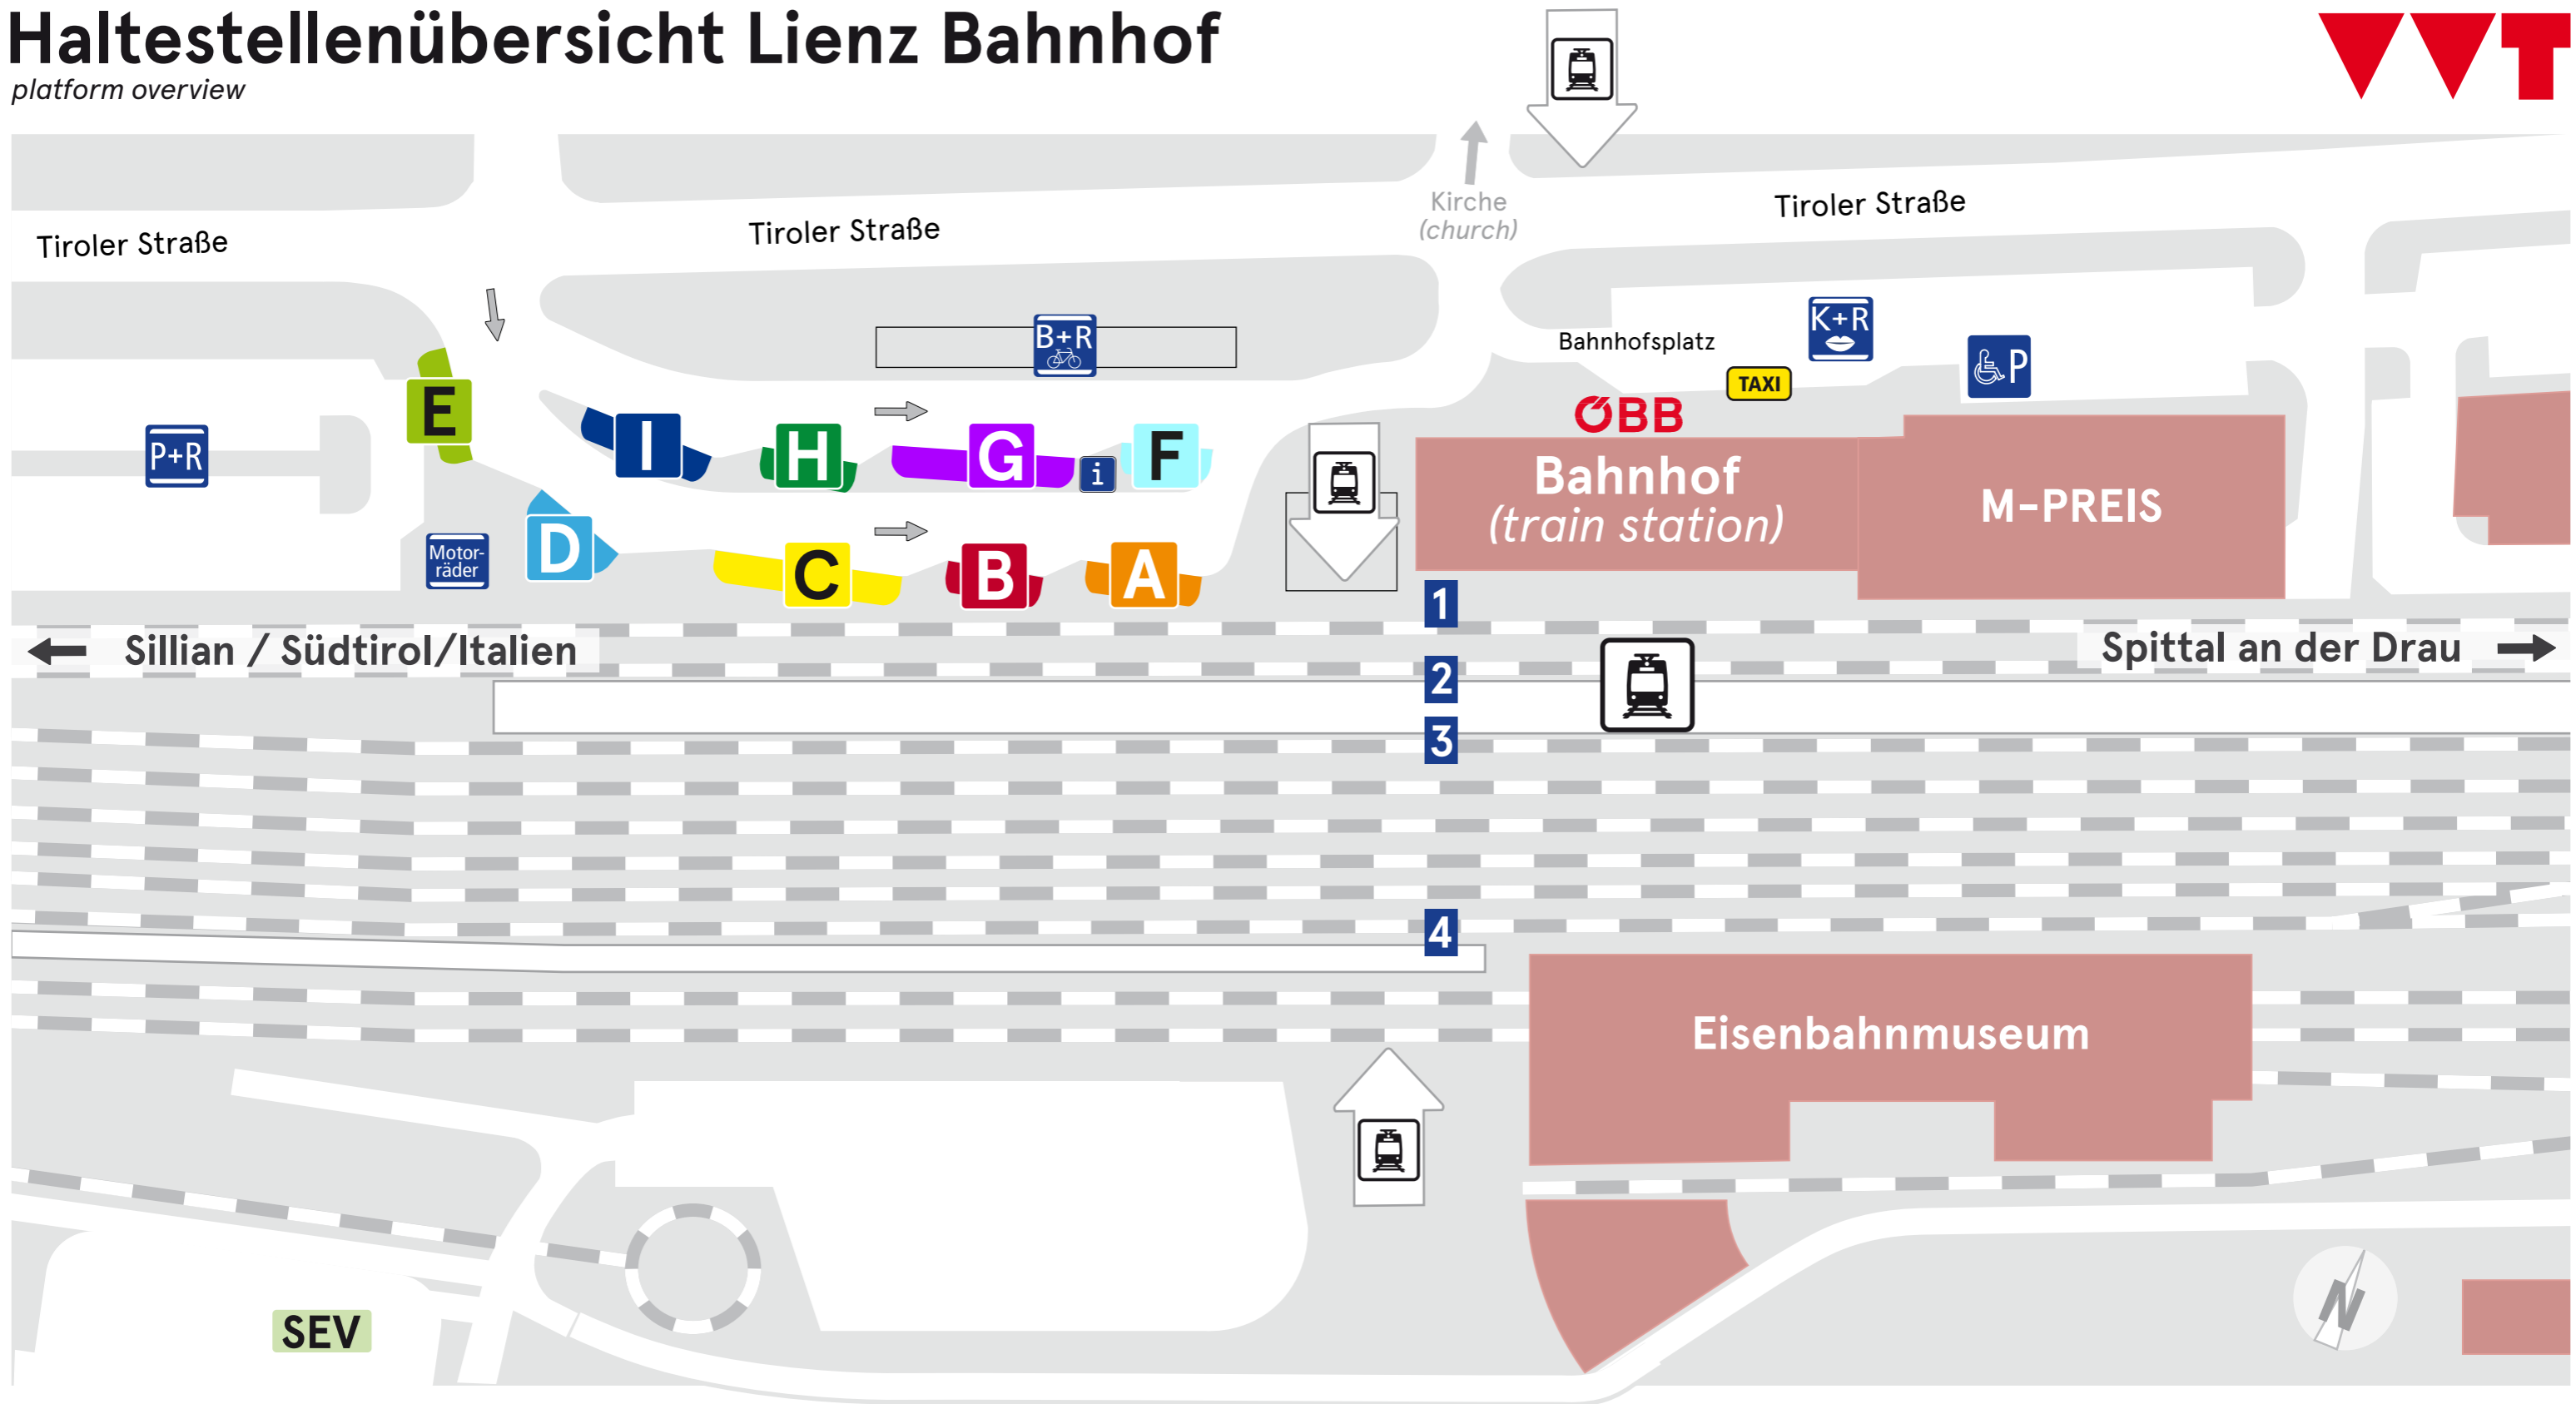 Haltestellenübersicht Lienz Bahnhof
platform overview
VVT
Kirche
(church)
Tiroler Straße
Tiroler Straße
Tiroler Straße
B+R
K+R
Bahnhofsplatz
P
TAXI
ÖBB
E
I
H
G
i
F
P+R
Bahnhof
(train station)
M-PREIS
Motor-
räder
D
C
B
A
1
Sillian / Südtirol/Italien
Spittal an der Drau
2
3
4
Eisenbahnmuseum
N
SEV